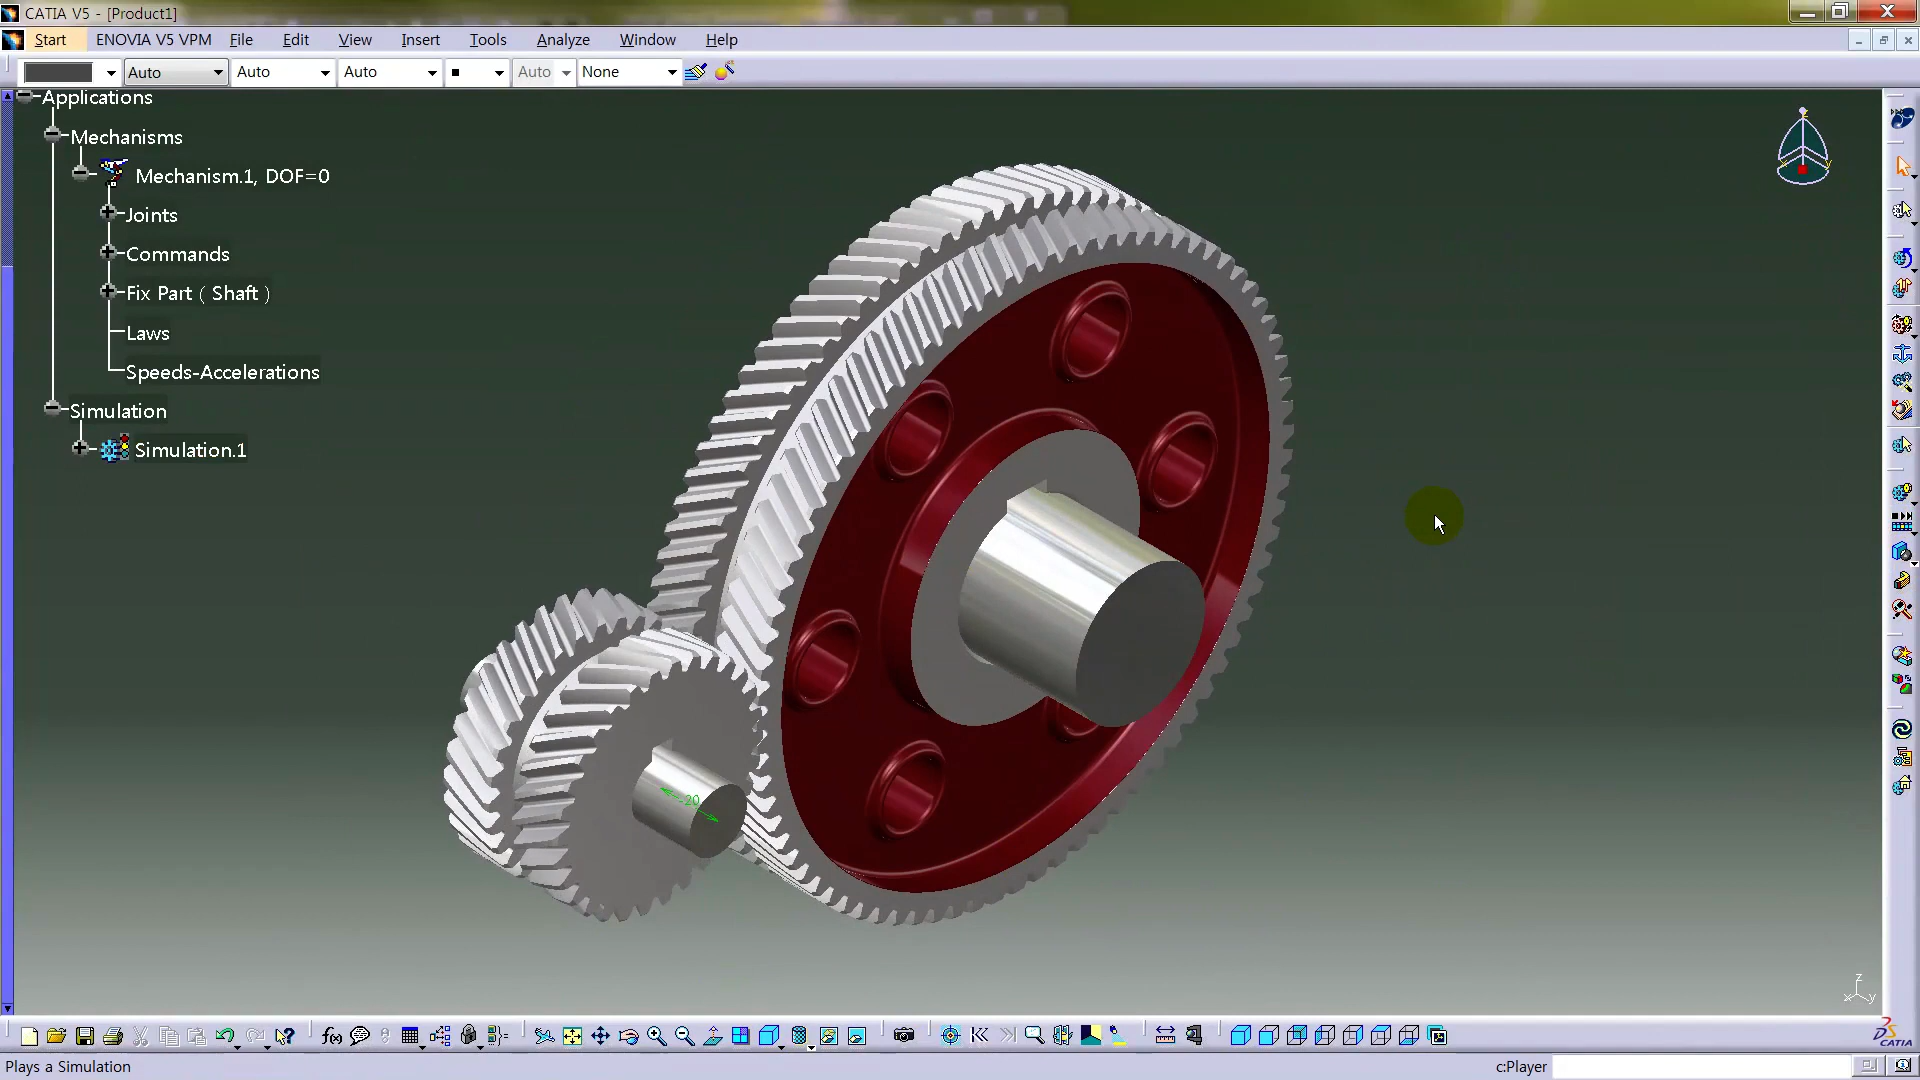 CATIA V5 - [Product1]
Start ENOVIA V5 VPM File Edit View Insert Tools Analyze Window Help
Auto Auto Auto Auto None
Applications
Mechanisms
Mechanism.1, DOF=0
Joints
Commands
Fix Part ( Shaft )
Laws
Speeds-Accelerations
Simulation
Simulation.1
20
z
x y
f(x)
CATIA
Plays a Simulation
c:Player